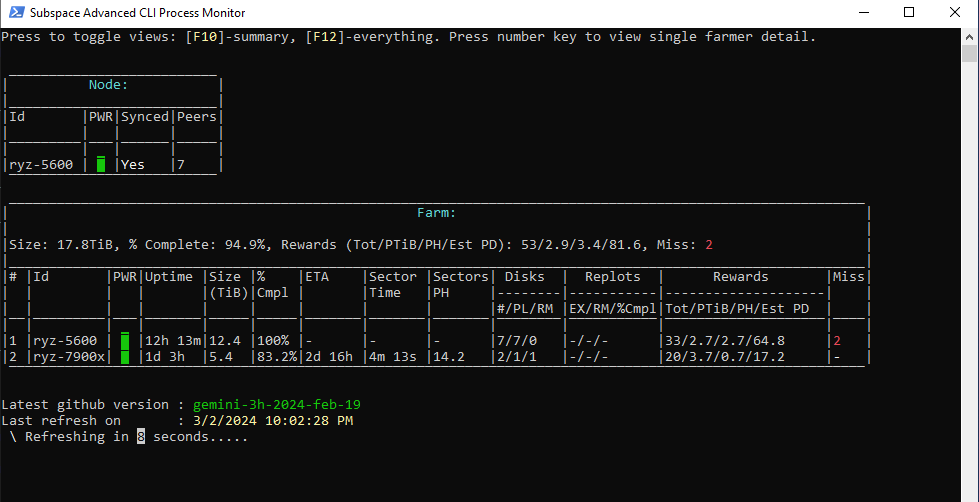 Subspace Advanced CLI Process Monitor
Press to toggle views: [F10]-summary, [F12]-everything. Press number key to view single farmer detail.
Node:
Id |PWR|Synced|Peers
ryz-5600 | |Yes |7
Farm:
Size: 17.8TiB, % Complete: 94.9%, Rewards (Tot/PTiB/PH/Est PD): 53/2.9/3.4/81.6, Miss: 2
# |Id |PWR|Uptime |Size |% |ETA |Sector |Sectors| Disks | Replots | Rewards |Miss
(TiB)|Cmpl | |Time |PH |--------|-----------|--------------------|
#/PL/RM |EX/RM/%Cmpl|Tot/PTiB/PH/Est PD
1 |ryz-5600 | |12h 13m|12.4 |100% |- |- |- |7/7/0 |-/-/- |33/2.7/2.7/64.8 |2
2 |ryz-7900x| |1d 3h |5.4 |83.2%|2d 16h |4m 13s |14.2 |2/1/1 |-/-/- |20/3.7/0.7/17.2 |-
Latest github version : gemini-3h-2024-feb-19
Last refresh on : 3/2/2024 10:02:28 PM
\ Refreshing in 8 seconds.....